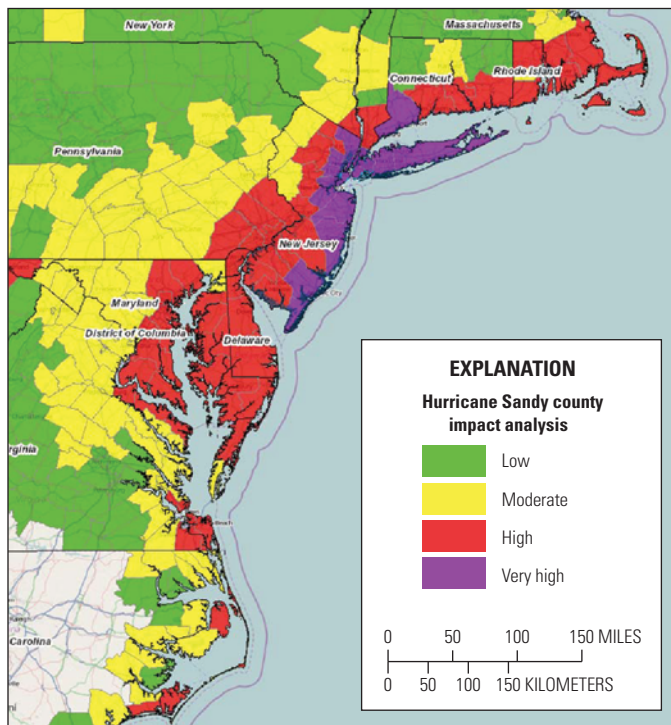 New York
Massachusetts
Connecticut
Rhode Island
Pennsylvania
New Jersey
Maryland
District of Columbia
Delaware
rginia
Carolina
EXPLANATION
Hurricane Sandy county
impact analysis
Low
Moderate
High
Very high
0 50 100 150 MILES
0 50 100 150 KILOMETERS